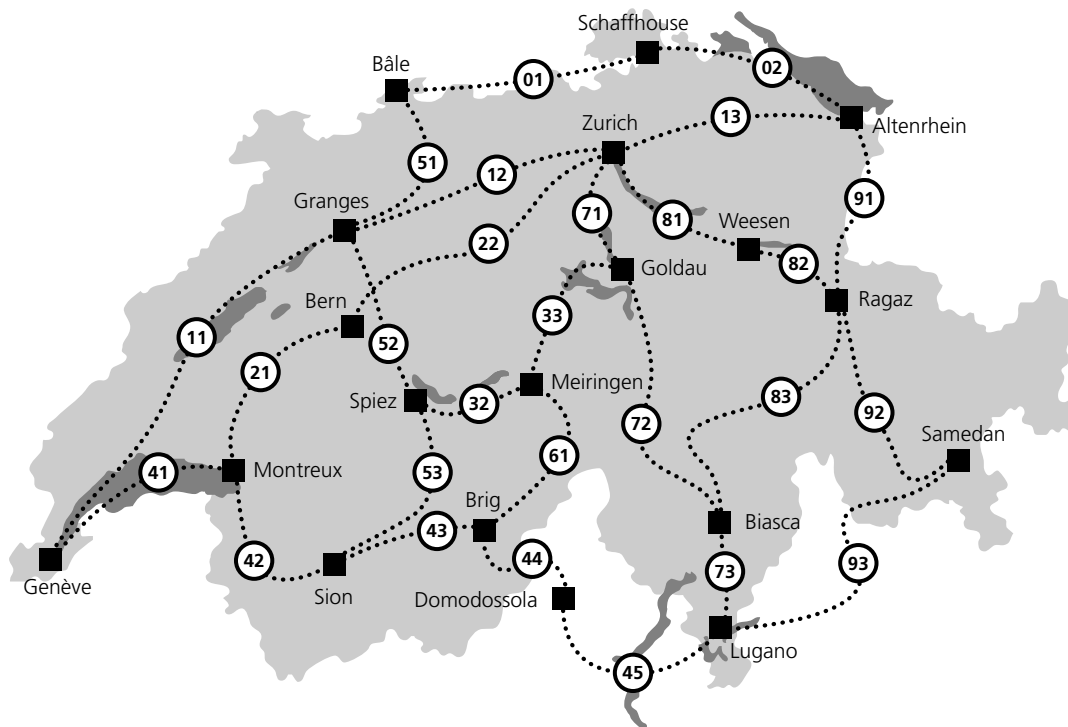 Schaffhouse
02
Bâle
01
Zurich
13
Altenrhein
51
12
Granges
71
81
Weesen
91
22
Goldau
82
Bern
Ragaz
11
33
52
21
Meiringen
Spiez
32
83
72
92
Samedan
41
Montreux
53
61
Brig
Biasca
43
44
42
73
93
Genève
Sion
Domodossola
Lugano
45